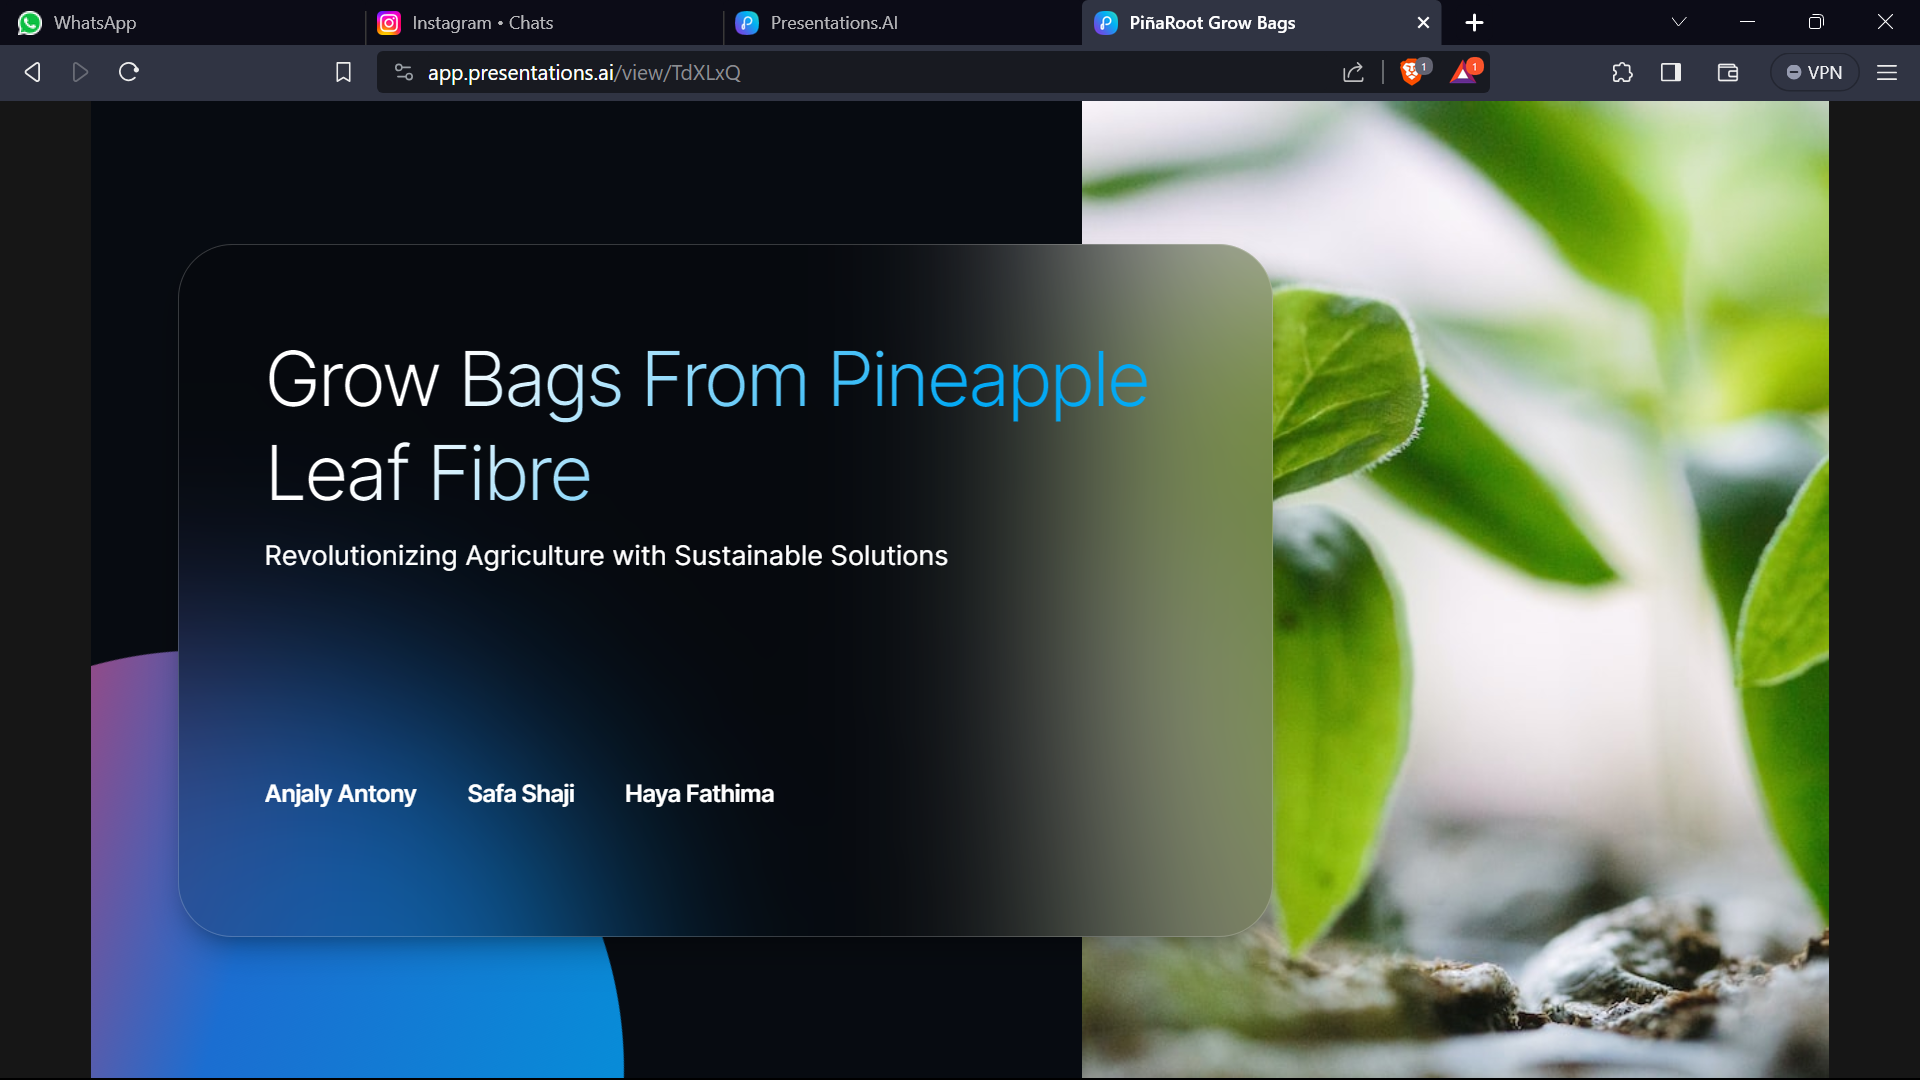 WhatsApp
Instagram • Chats
Presentations.AI
PiñaRoot Grow Bags
app.presentations.ai/view/TdXLxQ
1
1
VPN
Grow Bags From Pineapple
Leaf Fibre
Revolutionizing Agriculture with Sustainable Solutions
Anjaly Antony Safa Shaji Haya Fathima